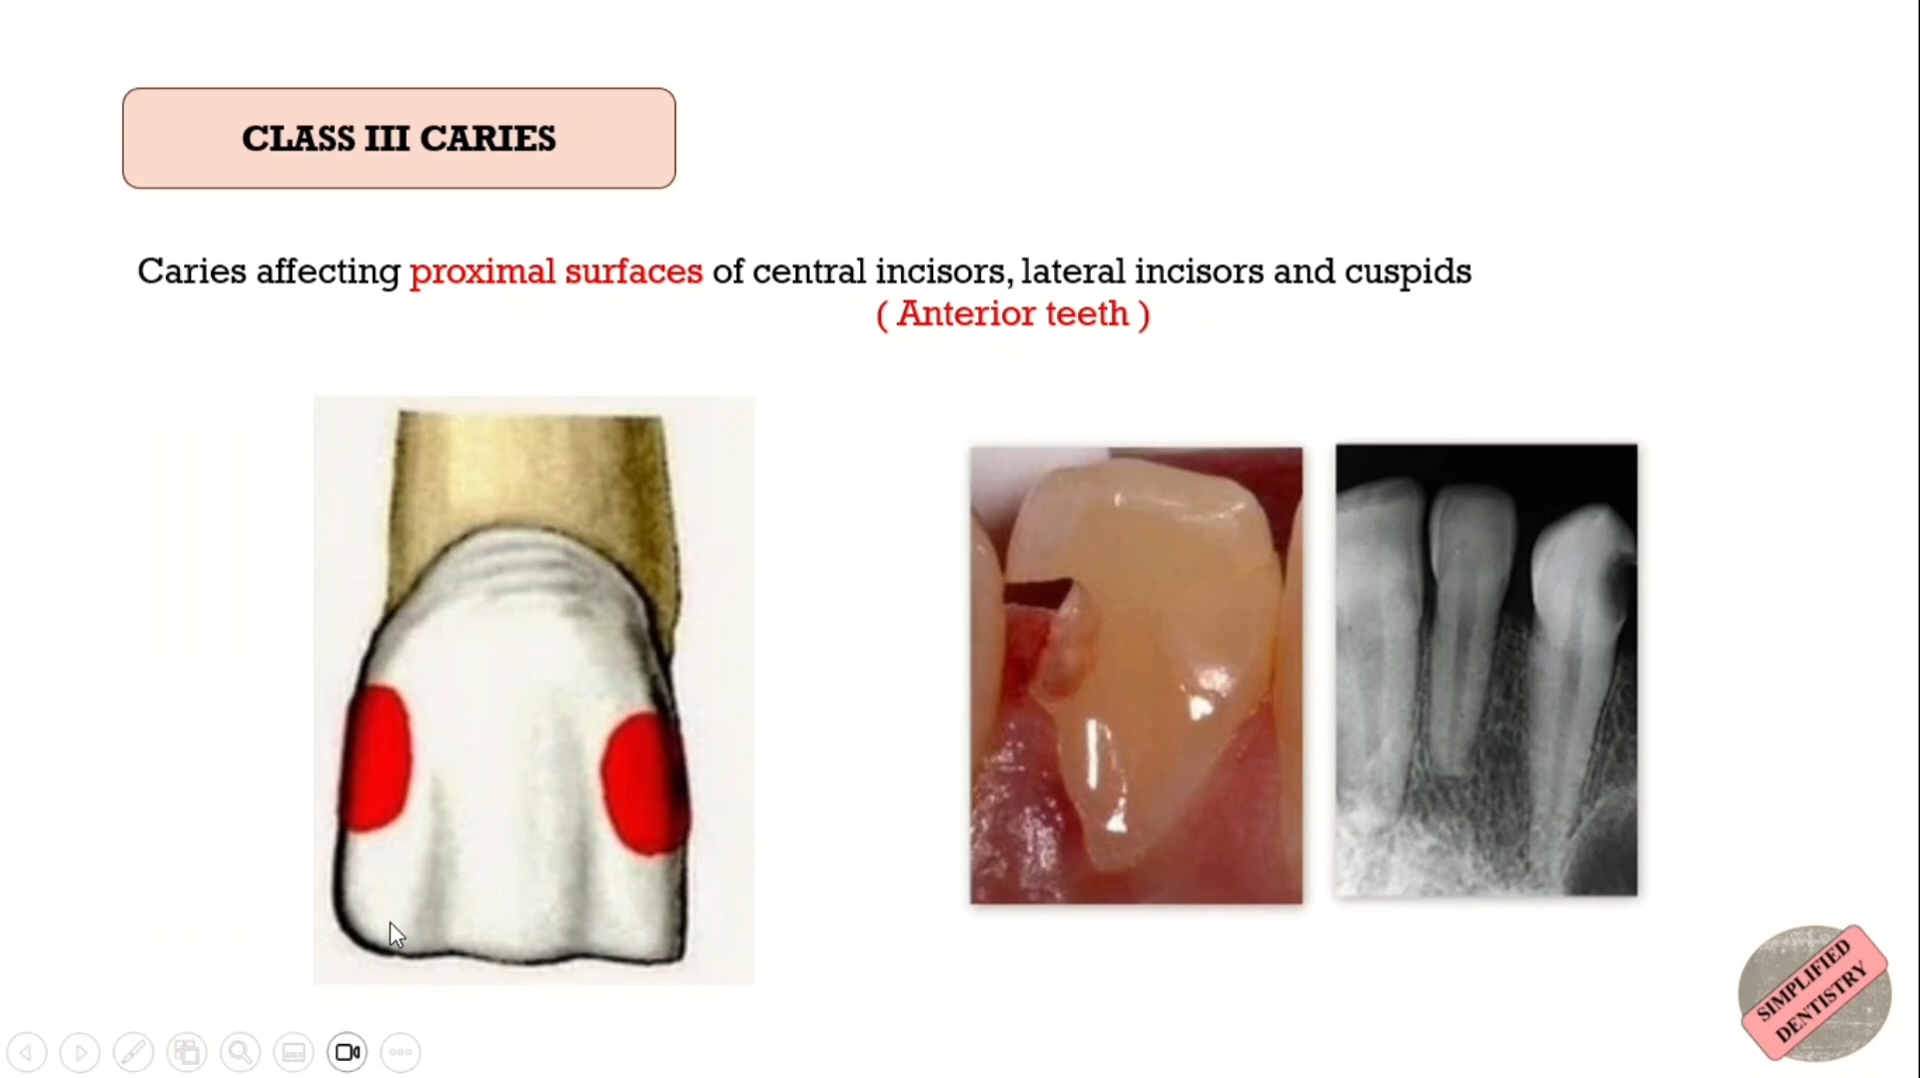 CLASS III CARIES
Caries affecting proximal surfaces of central incisors, lateral incisors and cuspids
( Anterior teeth )
SIMPLIFIED
DENTISTRY